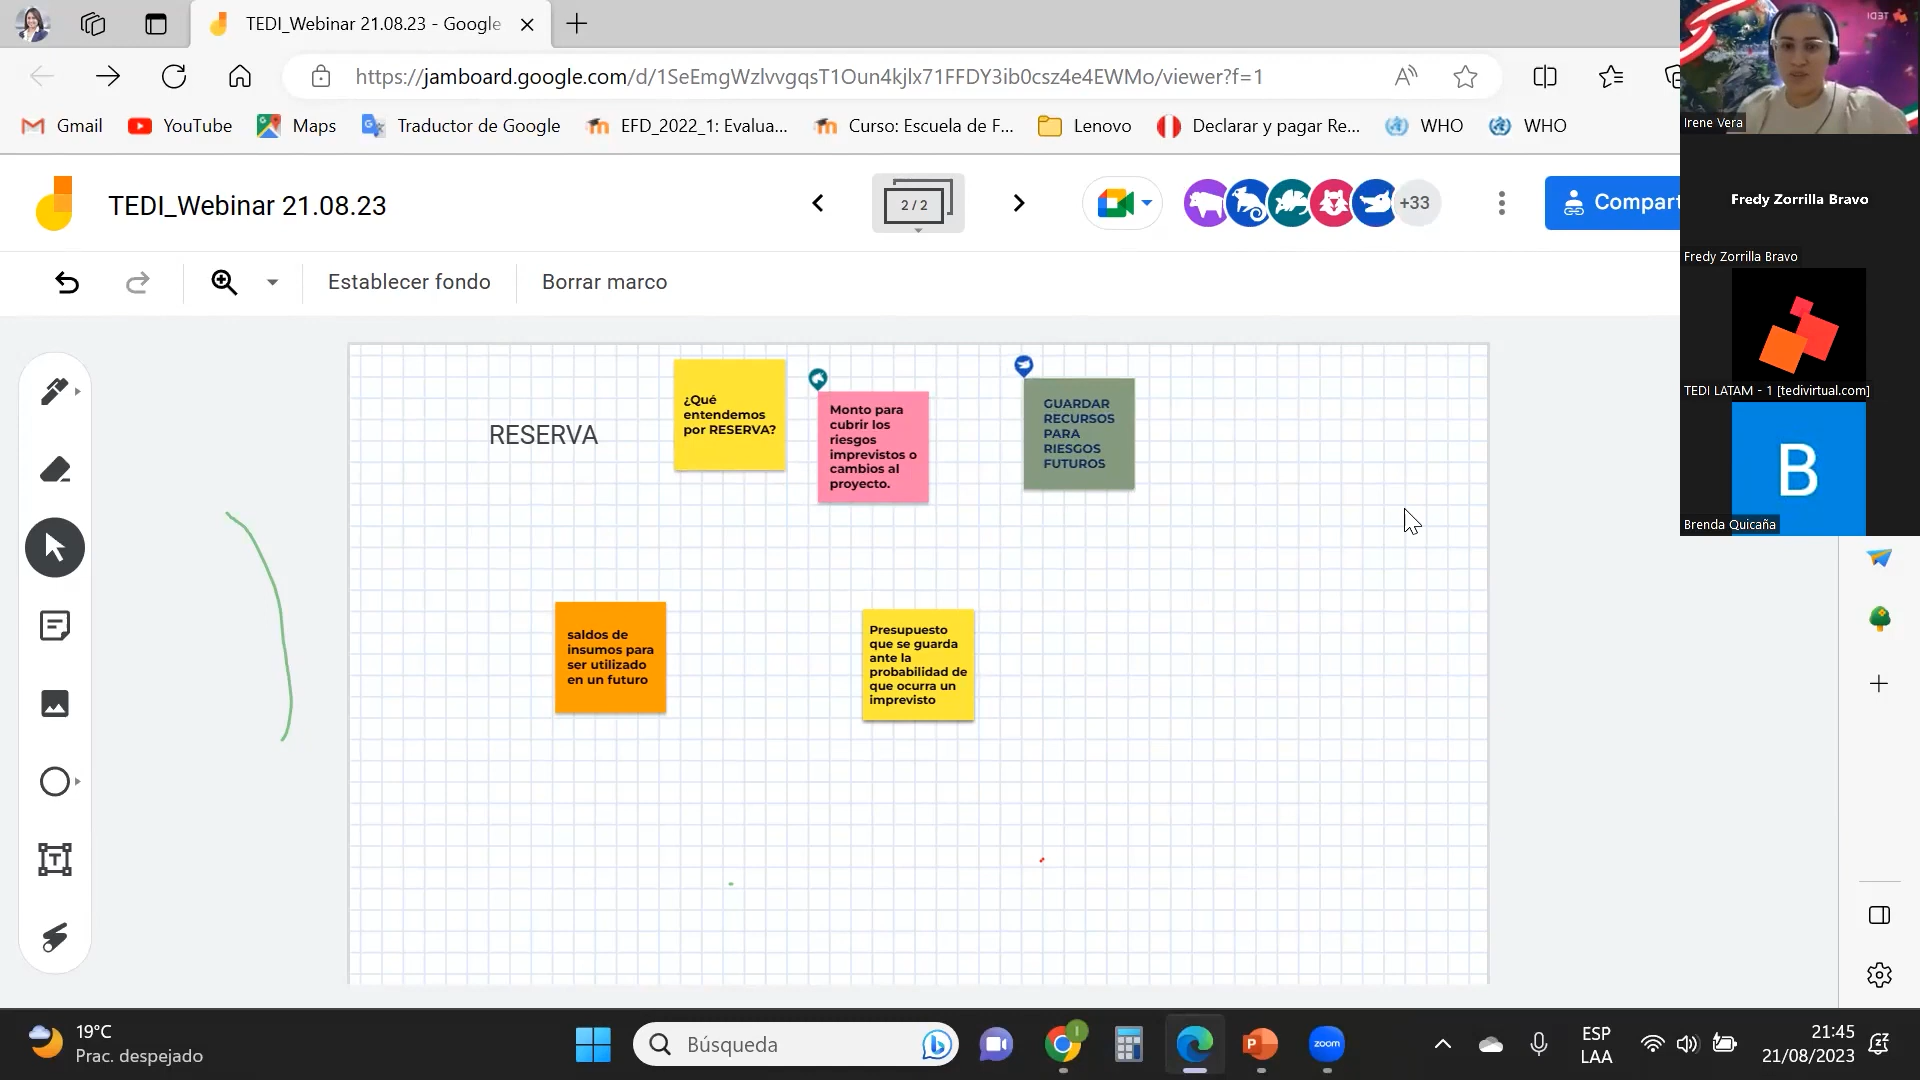 TEDI_Webinar 21.08.23 - Google
https://jamboard.google.com/d/1SeEmgWzlvvgqsT1Oun4kjlx71FFDY3ib0csz4e4EWMo/viewer?f=1
Gmail
YouTube
Maps
Traductor de Google
EFD_2022_1: Evalua...
Curso: Escuela de F...
Lenovo
Declarar y pagar Re...
WHO
WHO
TEDI_Webinar 21.08.23
2 / 2
+33
Compart
Establecer fondo
Borrar marco
RESERVA
¿Qué
entendemos
por RESERVA?
Monto para
cubrir los
riesgos
imprevistos o
cambios al
proyecto.
GUARDAR
RECURSOS
PARA
RIESGOS
FUTUROS
saldos de
insumos para
ser utilizado
en un futuro
Presupuesto
que se guarda
ante la
probabilidad de
que ocurra un
imprevisto
TEDI
Irene Vera
Fredy Zorrilla Bravo
Fredy Zorrilla Bravo
TEDI LATAM - 1 [tedivirtual.com]
B
Brenda Quicaña
19°C
Prac. despejado
Búsqueda
zoom
ESP
LAA
21:45
21/08/2023